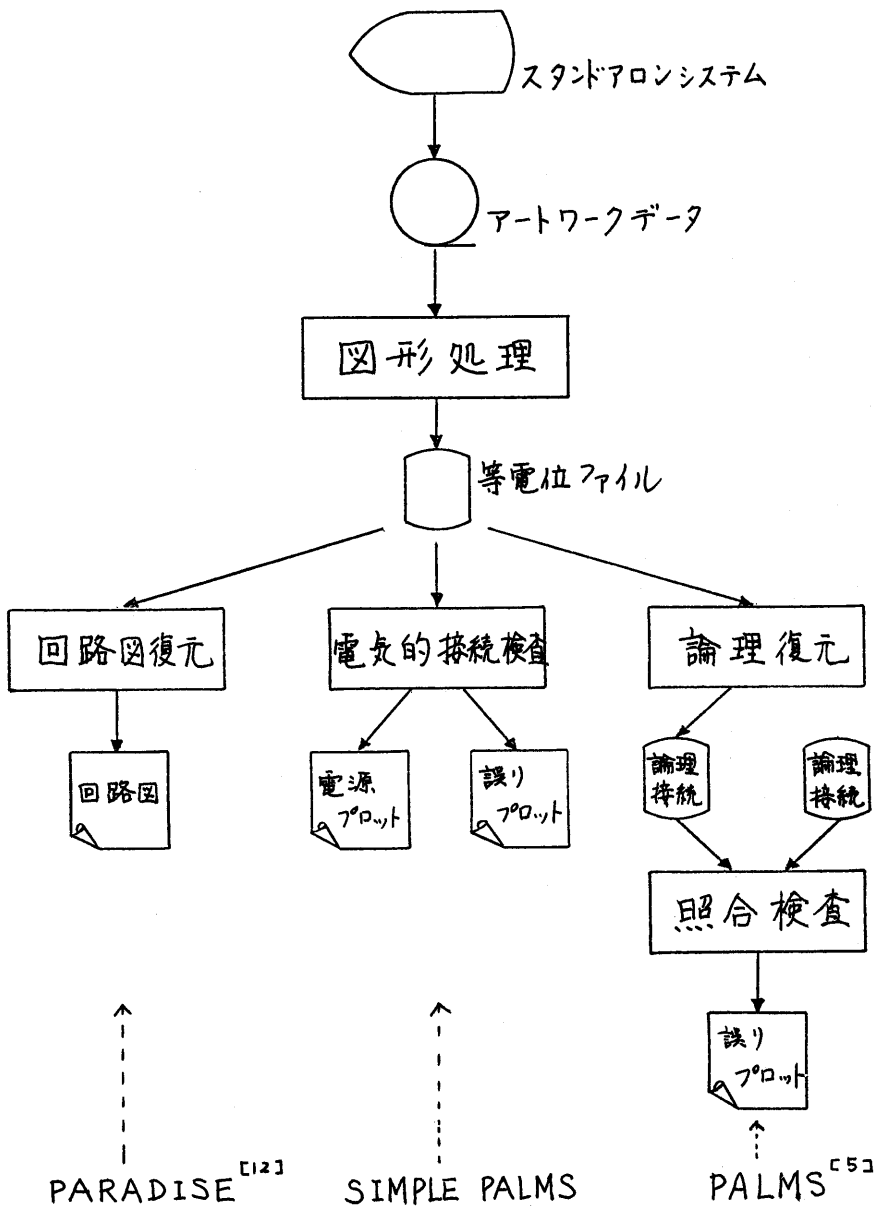 スタンドアロンシステム
アートワークデータ
図形処理
等電位ファイル
回路図復元
電気的接続検査
論理復元
回路図
電源
プロット
誤り
プロット
論理
接続
論理
接続
照合検査
誤り
プロット
PARADISE[12]
SIMPLE PALMS
PALMS[5]